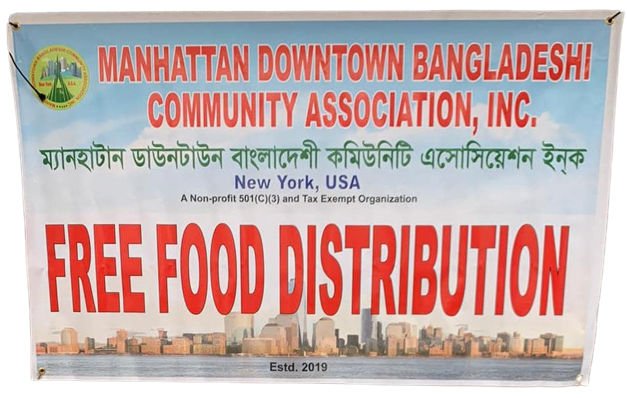 MANHATTAN DOWNTOWN BANGLADESHI
COMMUNITY ASSOCIATION, INC.
ম্যানহাটান ডাউনটাউন বাংলাদেশী কমিউনিটি এসোসিয়েশন ইন্‌ক
New York, USA
A Non-profit 501(C)(3) and Tax Exempt Organization
FREE FOOD DISTRIBUTION
Estd. 2019